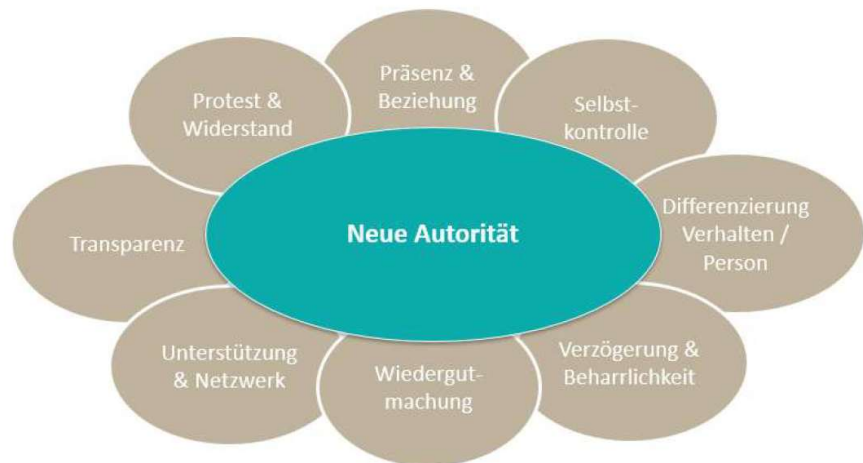 Präsenz &
Beziehung
Selbst-
kontrolle
Differenzierung
Verhalten /
Person
Verzögerung &
Beharrlichkeit
Wiedergut-
machung
Unterstützung
& Netzwerk
Transparenz
Protest &
Widerstand
Neue Autorität